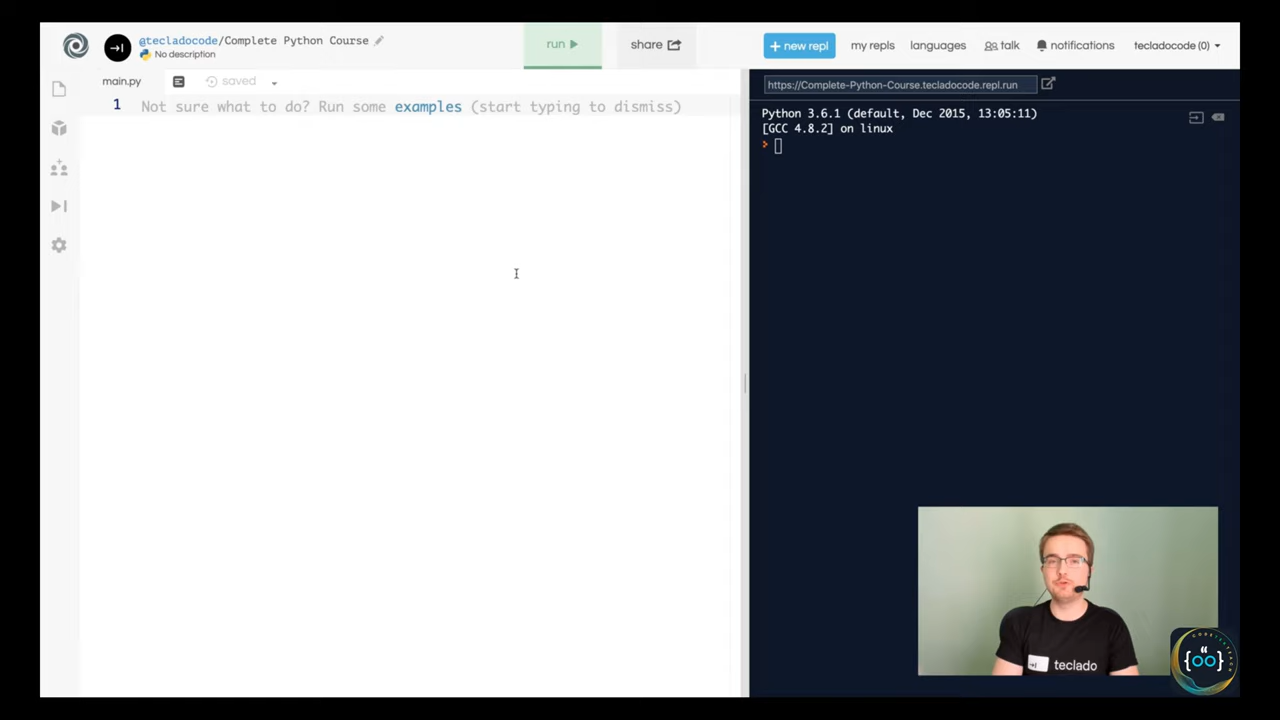 @tecladocode/Complete Python Course
No description
run
share
+ new repl
my repls
languages
talk
notifications
tecladocode (0)
main.py
saved
https://Complete-Python-Course.tecladocode.repl.run
1 Not sure what to do? Run some examples (start typing to dismiss)
Python 3.6.1 (default, Dec 2015, 13:05:11)
[GCC 4.8.2] on linux
teclado